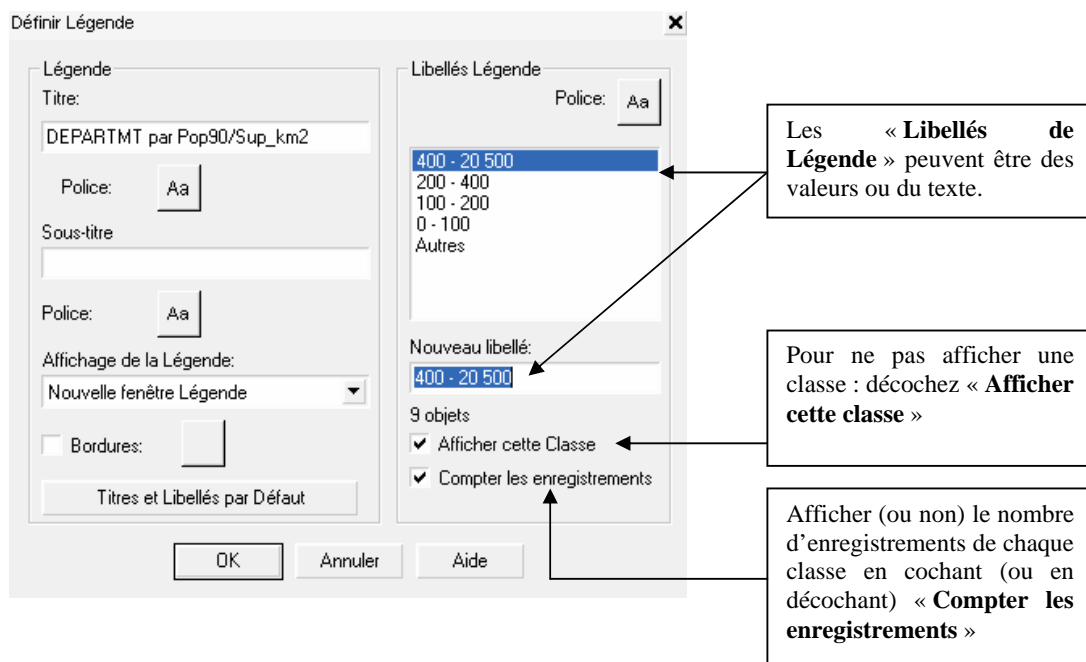 Définir Légende
Légende
Titre:
DEPARTMT par Pop90/Sup_km2
Police: Aa
Sous-titre
Police: Aa
Affichage de la Légende:
Nouvelle fenêtre Légende
Bordures:
Titres et Libellés par Défaut
Libellés Légende
Police: Aa
400 - 20 500
200 - 400
100 - 200
0 - 100
Autres
Nouveau libellé:
400 - 20 500
9 objets
Afficher cette Classe
Compter les enregistrements
OK Annuler Aide
Les « Libellés de
Légende » peuvent être des
valeurs ou du texte.
Pour ne pas afficher une
classe : décochez « Afficher
cette classe »
Afficher (ou non) le nombre
d’enregistrements de chaque
classe en cochant (ou en
décochant) « Compter les
enregistrements »